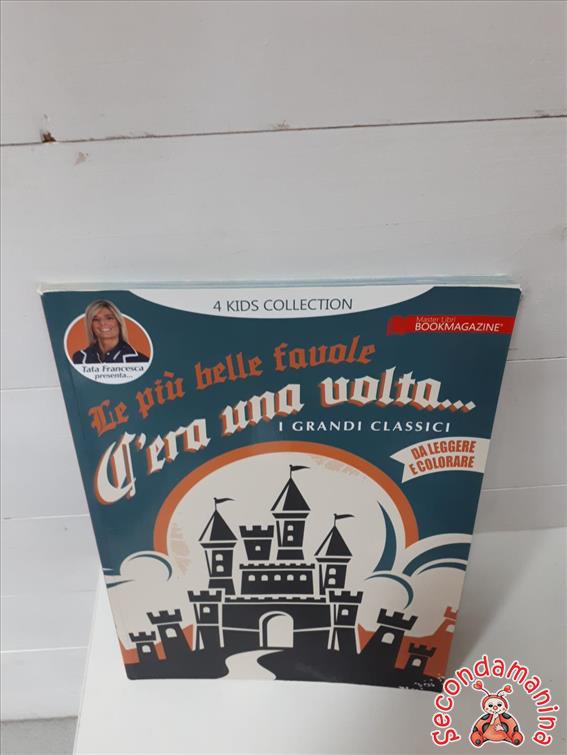 4 KIDS COLLECTION
Master Libri
BOOKMAGAZINE®
Tata Francesca
presenta...
Le più belle favole
C'era una volta...
I GRANDI CLASSICI
DA LEGGERE
E COLORARE
Secondamanina